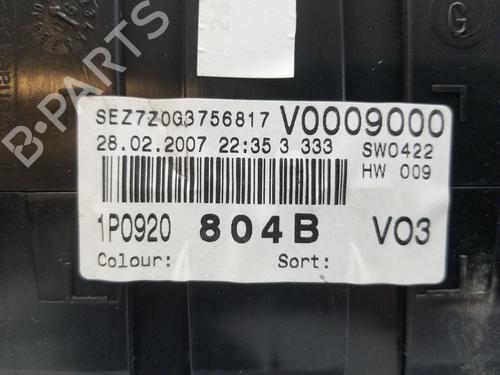 SEZ7Z0G3756817 V0009000
28.02.2007 22:35 3 333 SW0422
HW 009
1P0920 804B V03
Colour: Sort:
G
B-PARTS